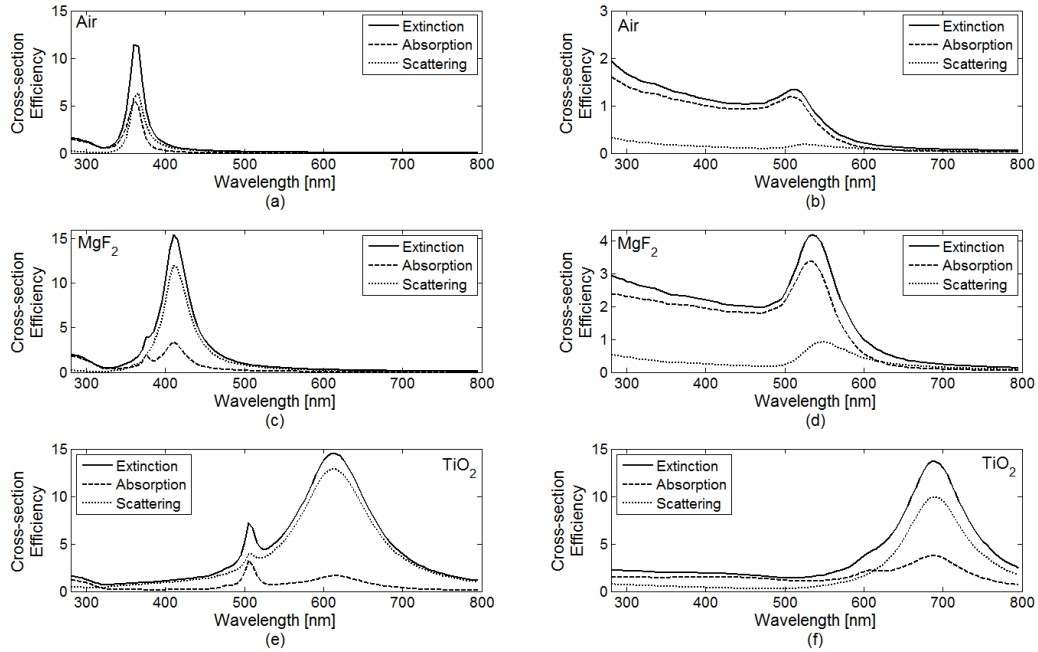 Air
15
10
5
0
Cross-section
Efficiency
Extinction
Absorption
Scattering
300 400 500 600 700 800
Wavelength [nm]
(a)
Air
3
2
1
0
Cross-section
Efficiency
Extinction
Absorption
Scattering
300 400 500 600 700 800
Wavelength [nm]
(b)
MgF2
15
10
5
0
Cross-section
Efficiency
Extinction
Absorption
Scattering
300 400 500 600 700 800
Wavelength [nm]
(c)
MgF2
4
3
2
1
0
Cross-section
Efficiency
Extinction
Absorption
Scattering
300 400 500 600 700 800
Wavelength [nm]
(d)
TiO2
15
10
5
0
Cross-section
Efficiency
Extinction
Absorption
Scattering
300 400 500 600 700 800
Wavelength [nm]
(e)
TiO2
15
10
5
0
Cross-section
Efficiency
Extinction
Absorption
Scattering
300 400 500 600 700 800
Wavelength [nm]
(f)